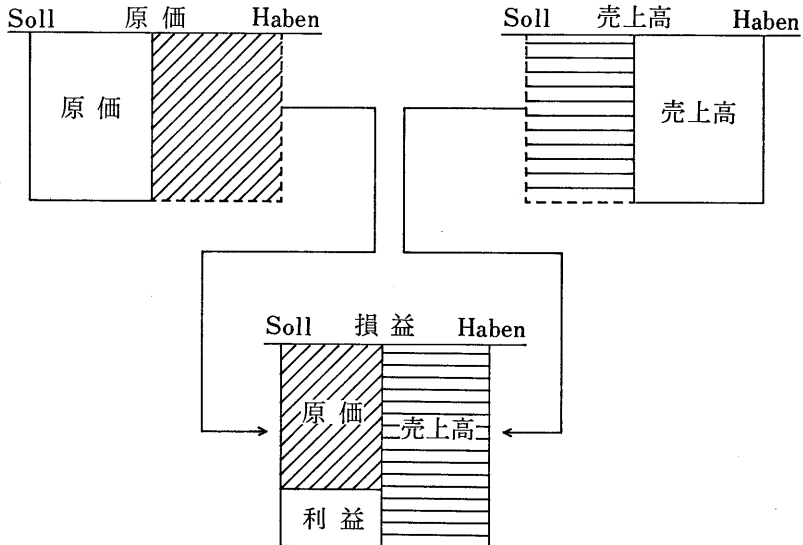 Soll 原価 Haben
Soll 売上高 Haben
原価
売上高
Soll 損益 Haben
原価
売上高
利益